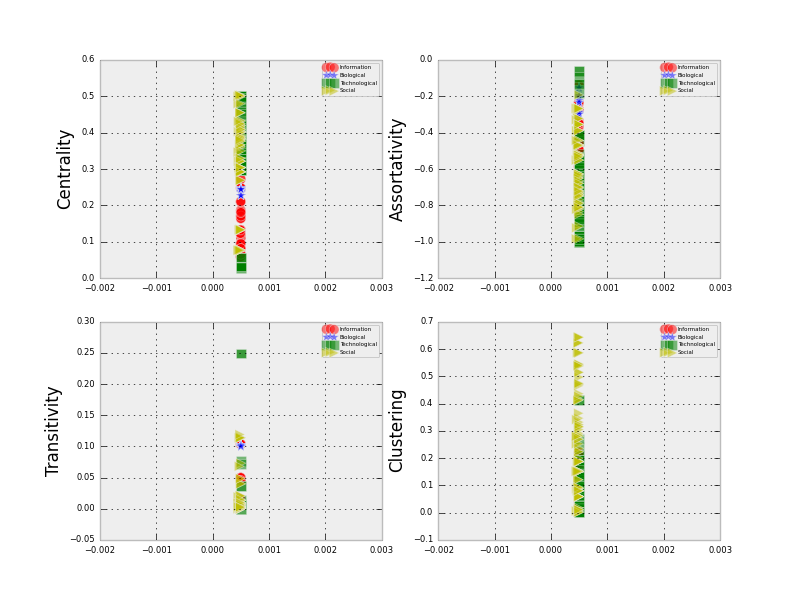 0.6
0.5
0.4
0.3
0.2
0.1
0.0
−0.002 −0.001 0.000 0.001 0.002 0.003
Centrality
Information
Biological
Technological
Social
0.0
−0.2
−0.4
−0.6
−0.8
−1.0
−1.2
−0.002 −0.001 0.000 0.001 0.002 0.003
Assortativity
Information
Biological
Technological
Social
0.30
0.25
0.20
0.15
0.10
0.05
0.00
−0.05
−0.002 −0.001 0.000 0.001 0.002 0.003
Transitivity
Information
Biological
Technological
Social
0.7
0.6
0.5
0.4
0.3
0.2
0.1
0.0
−0.1
−0.002 −0.001 0.000 0.001 0.002 0.003
Clustering
Information
Biological
Technological
Social